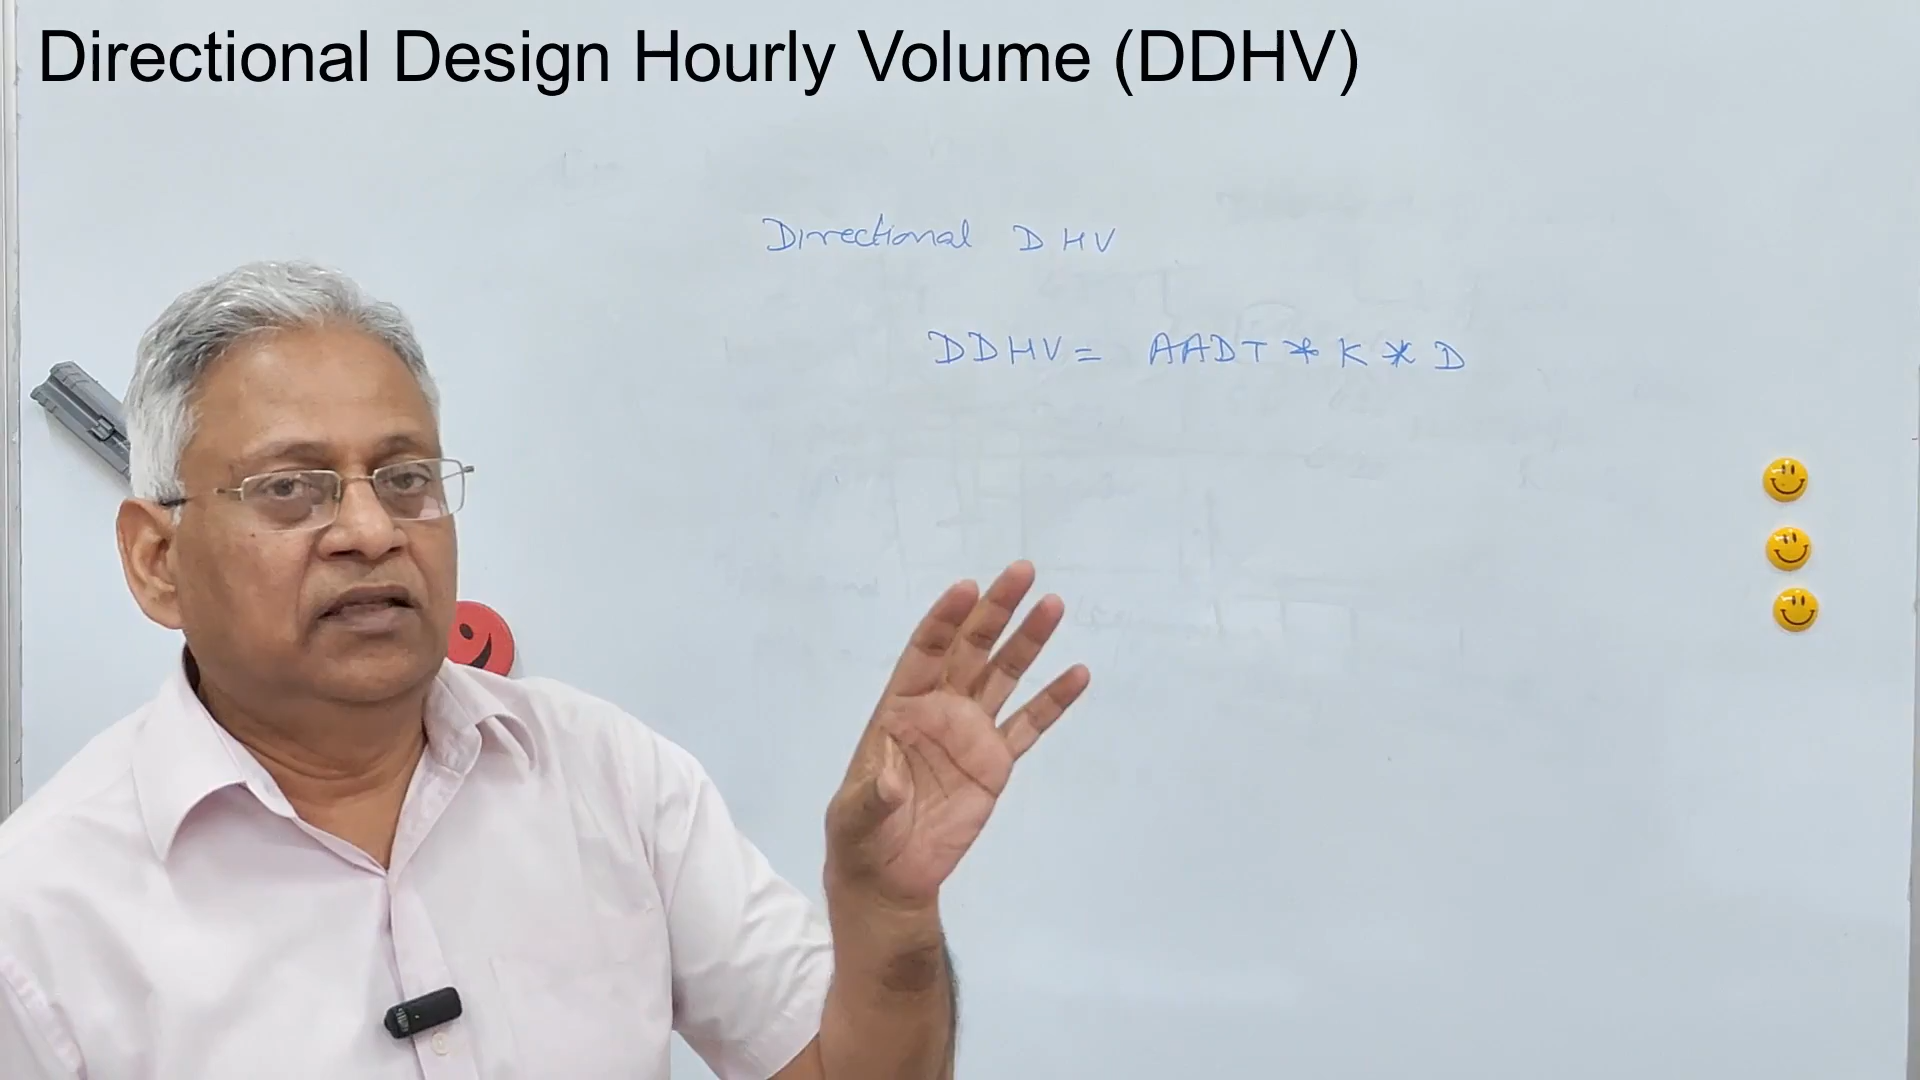 Directional Design Hourly Volume (DDHV)
Directional DHV
DDHV = AADT * K * D